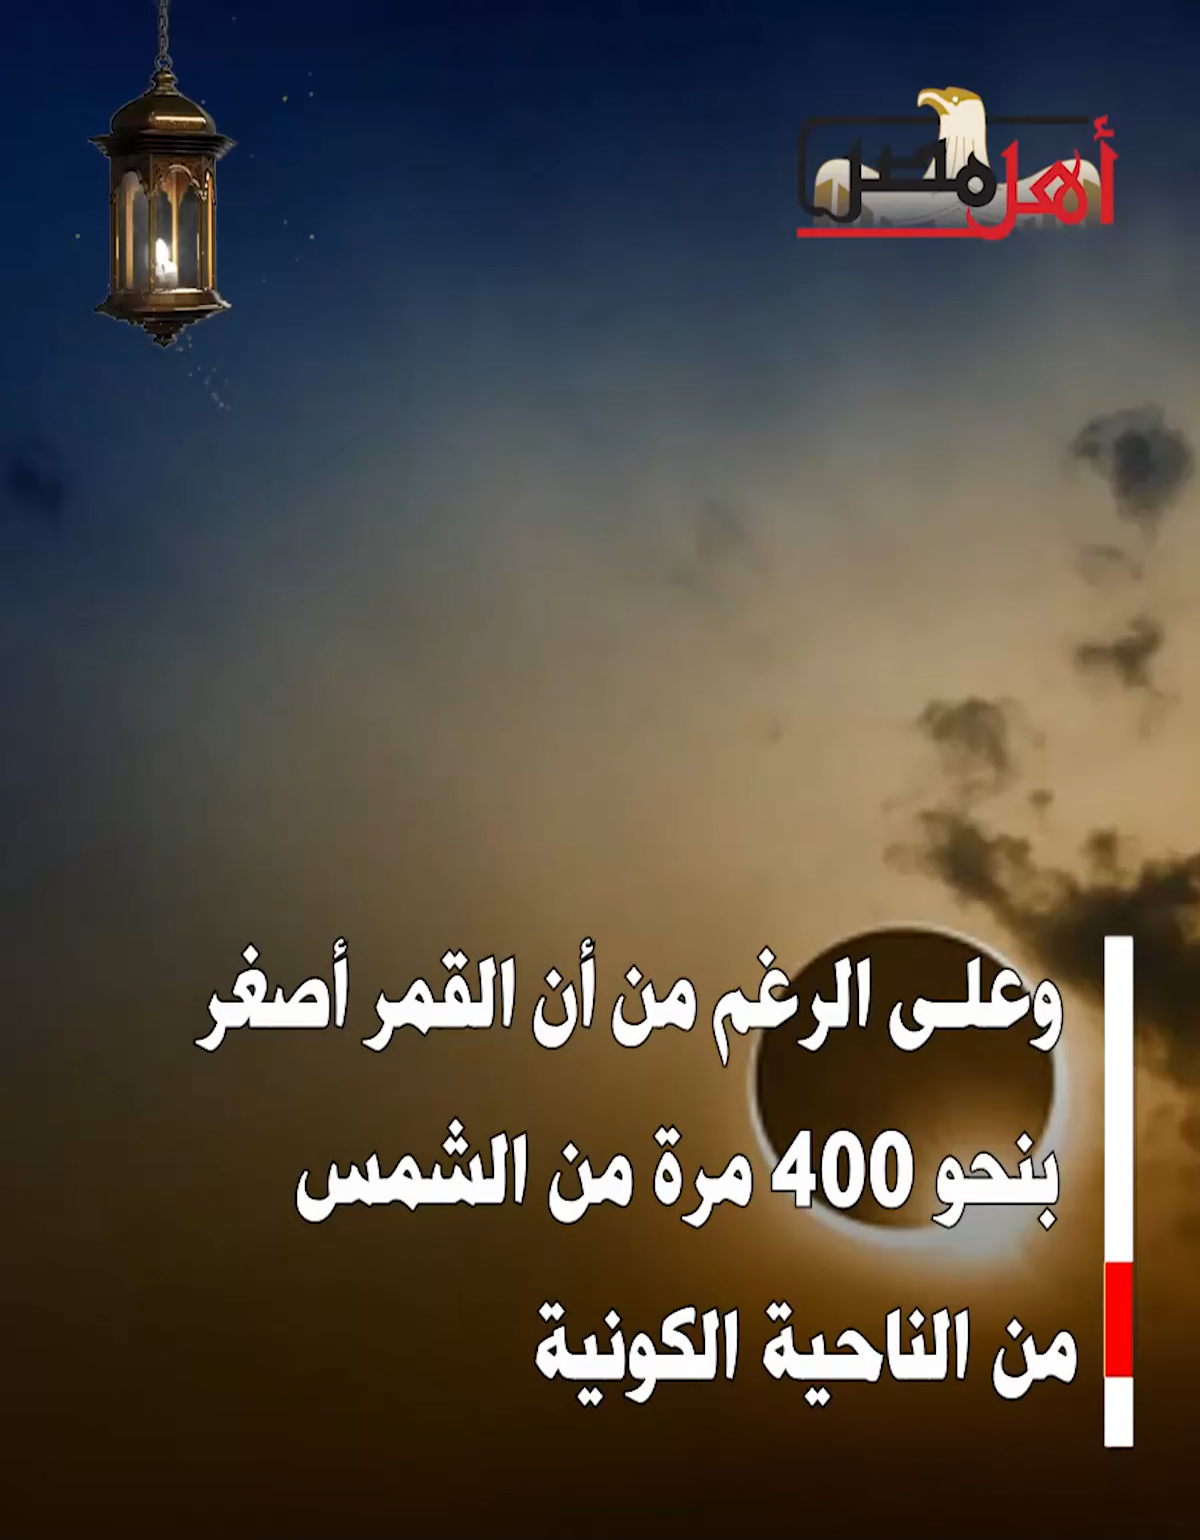 أهل مصر
وعلى الرغم من أن القمر أصغر
بنحو 400 مرة من الشمس
من الناحية الكونية